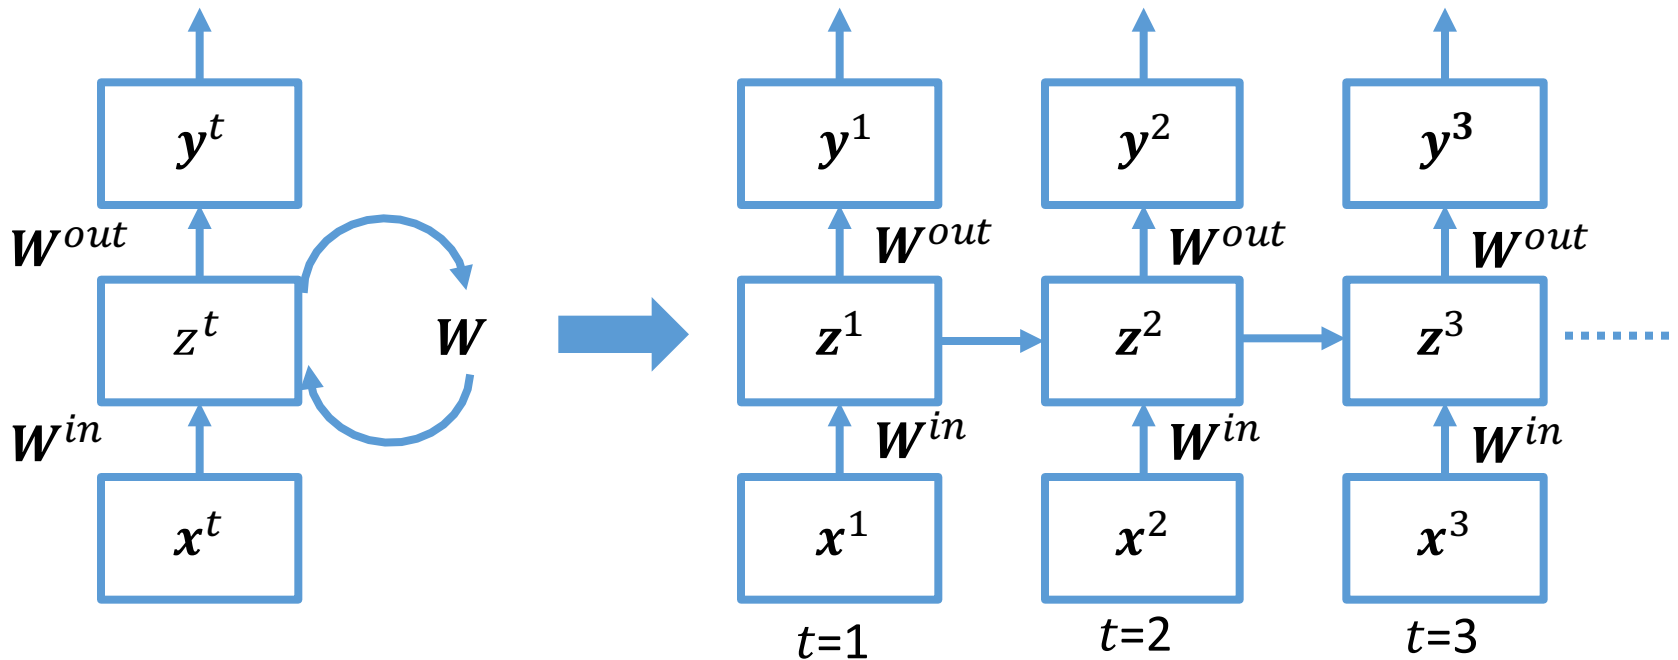 y^t y^1 y^2 y^3
W^out W^out W^out W^out
z^t W z^1 z^2 z^3
W^in W^in W^in W^in
x^t x^1 x^2 x^3
t=1 t=2 t=3